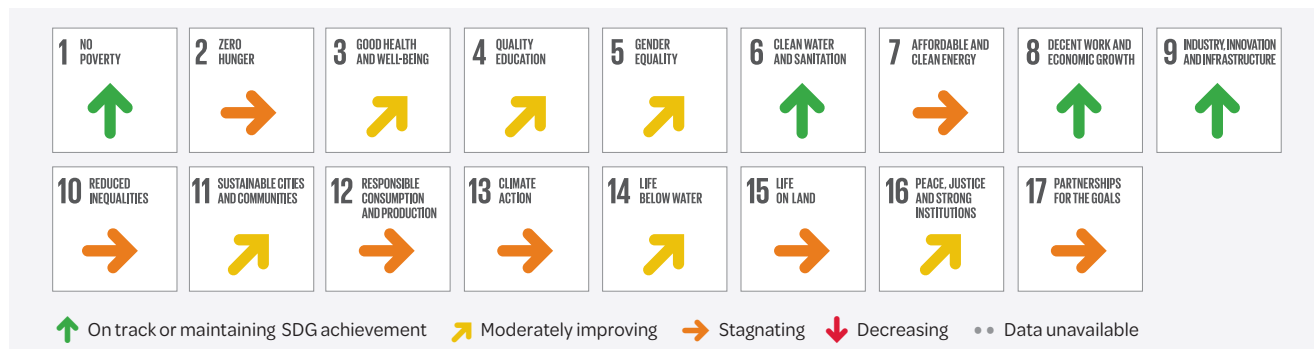 1 NO
POVERTY
2 ZERO
HUNGER
3 GOOD HEALTH
AND WELL-BEING
4 QUALITY
EDUCATION
5 GENDER
EQUALITY
6 CLEAN WATER
AND SANITATION
7 AFFORDABLE AND
CLEAN ENERGY
8 DECENT WORK AND
ECONOMIC GROWTH
9 INDUSTRY, INNOVATION
AND INFRASTRUCTURE
10 REDUCED
INEQUALITIES
11 SUSTAINABLE CITIES
AND COMMUNITIES
12 RESPONSIBLE
CONSUMPTION
AND PRODUCTION
13 CLIMATE
ACTION
14 LIFE
BELOW WATER
15 LIFE
ON LAND
16 PEACE, JUSTICE
AND STRONG
INSTITUTIONS
17 PARTNERSHIPS
FOR THE GOALS
On track or maintaining SDG achievement Moderately improving Stagnating Decreasing Data unavailable